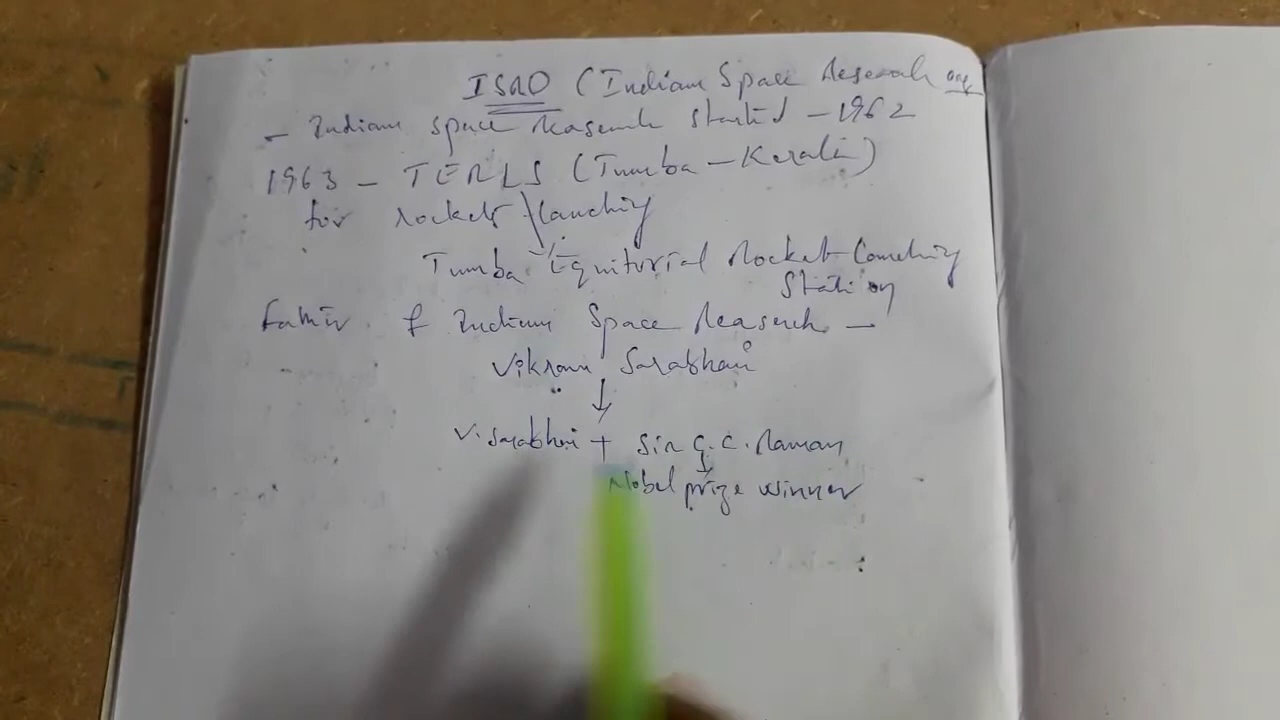 ISRO (Indian Space Research Org
- Indian space Research started - 1962
1963 - TERLS (Tumba - Kerala)
for rocket launching
Tumba Equitorial Rocket Launching
Station
Father of Indian Space Research -
Vikram Sarabhai
↓
V. Sarabhai + Sir C. C. Raman
↓
Nobel prize winner